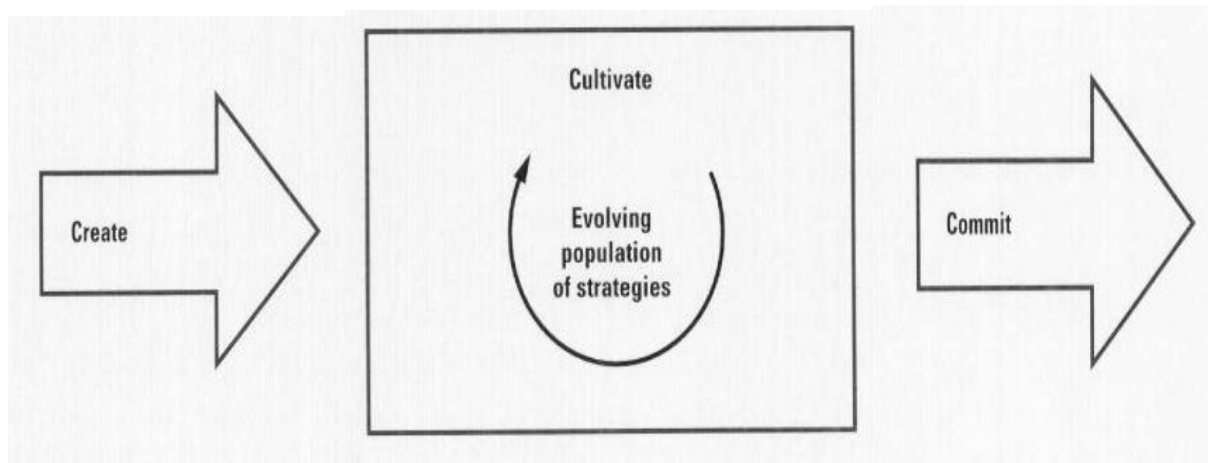 Create
Cultivate
Evolving
population
of strategies
Commit